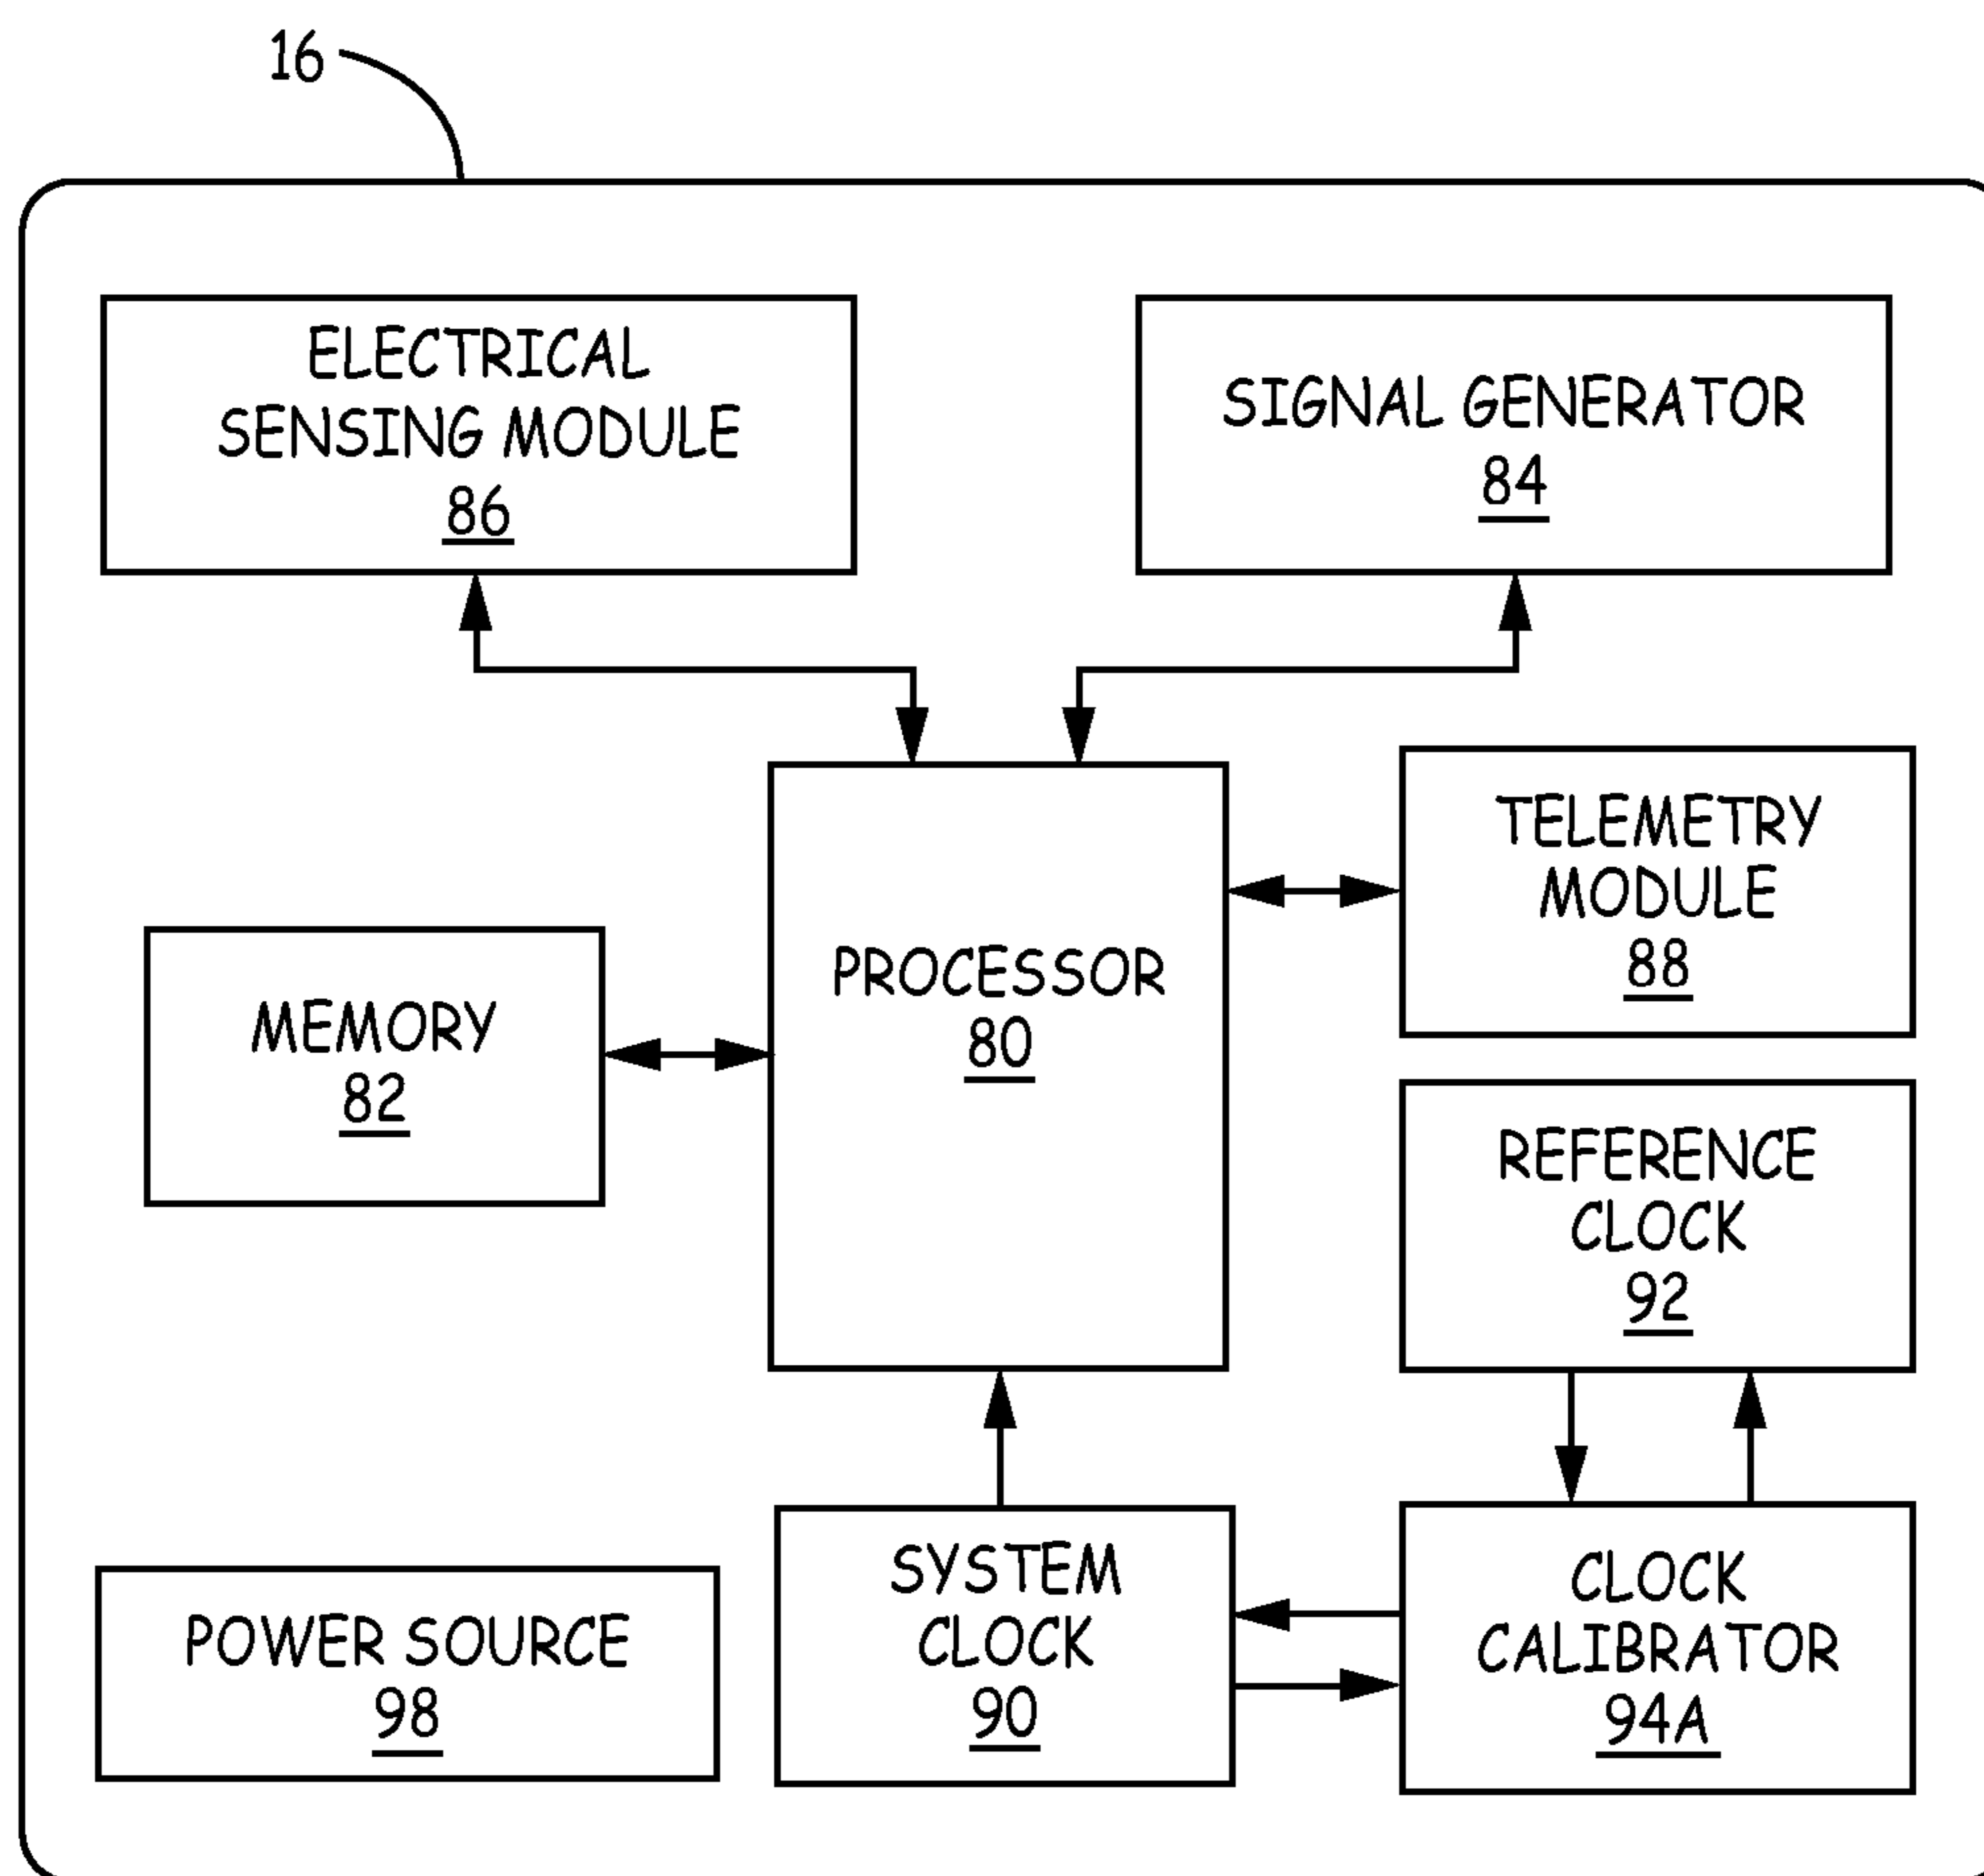 16
ELECTRICAL
SENSING MODULE
86
SIGNAL GENERATOR
84
TELEMETRY
MODULE
88
PROCESSOR
80
MEMORY
82
REFERENCE
CLOCK
92
SYSTEM
CLOCK
90
CLOCK
CALIBRATOR
94A
POWER SOURCE
98